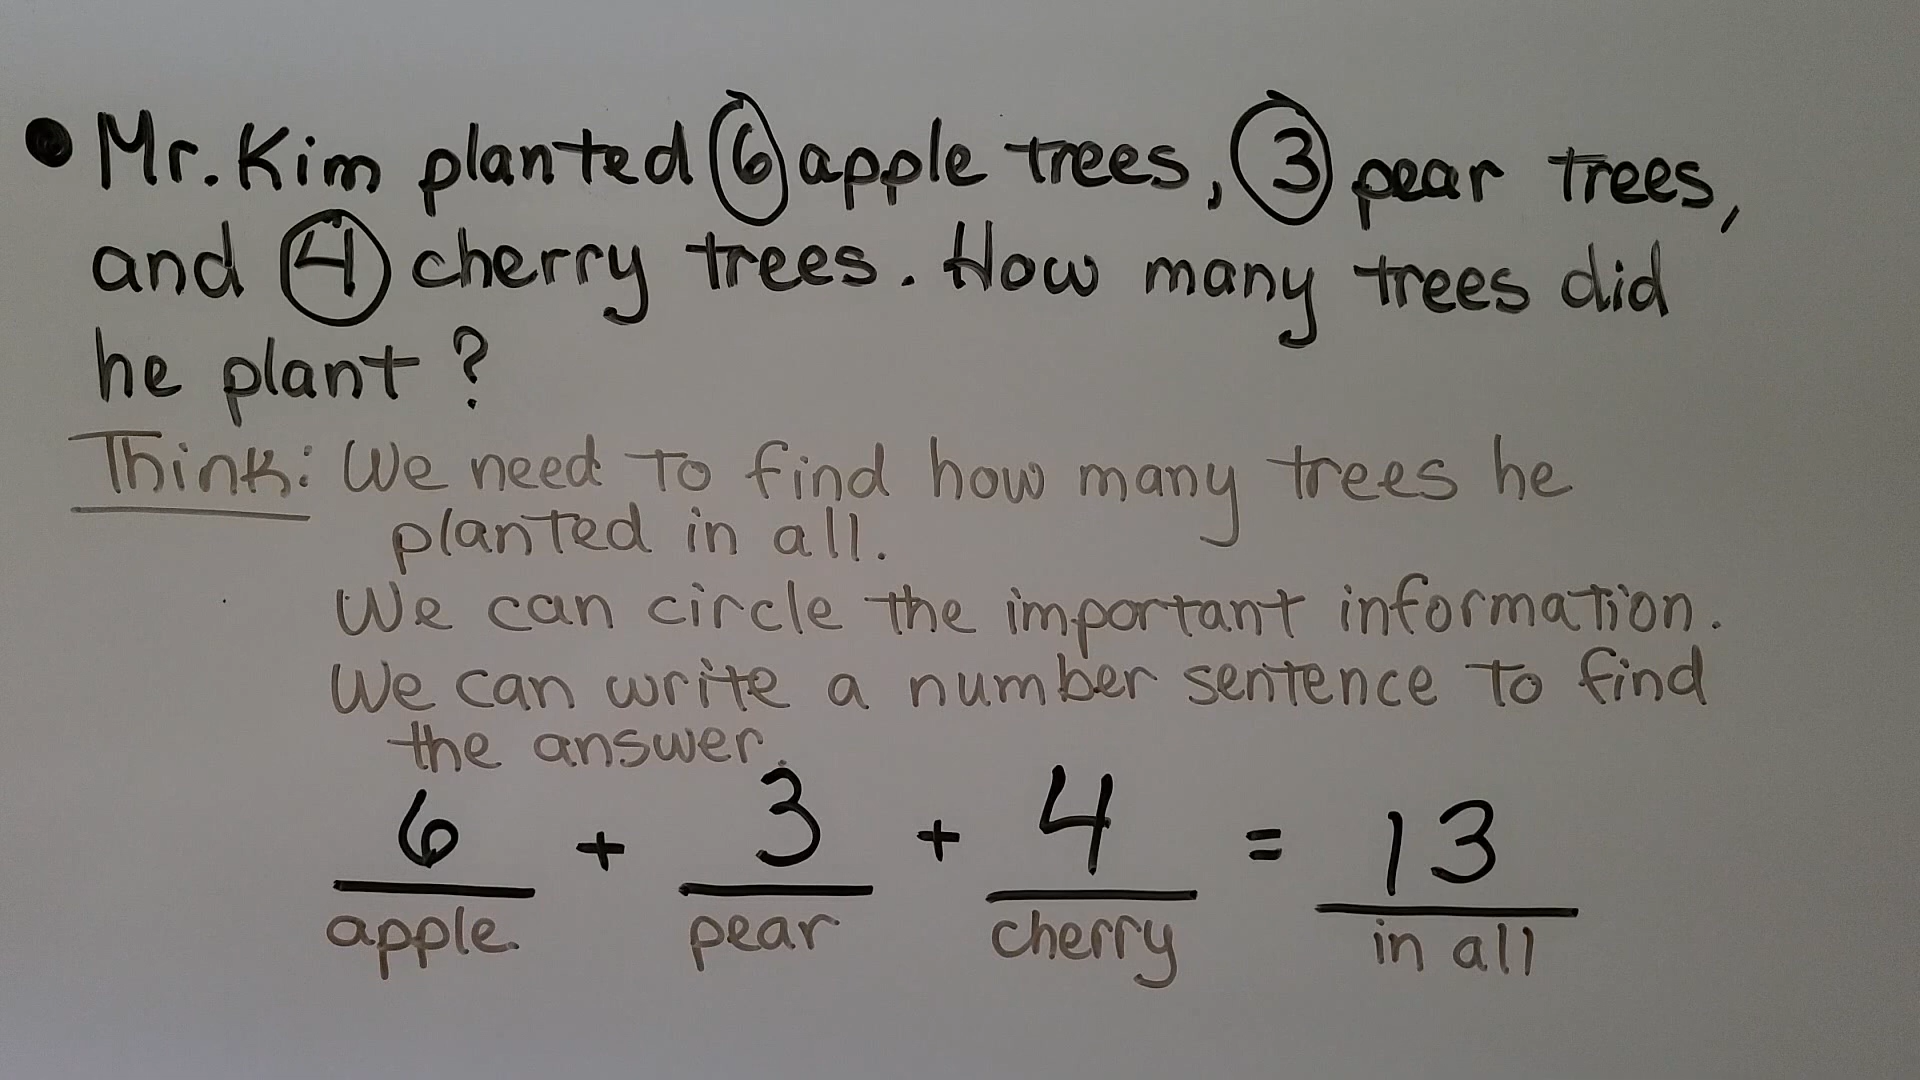 • Mr. Kim planted 6 apple trees, 3 pear trees,
and 4 cherry trees. How many trees did
he plant?
Think: We need to find how many trees he
planted in all.
We can circle the important information.
We can write a number sentence to find
the answer.
6 + 3 + 4 = 13
apple pear cherry in all